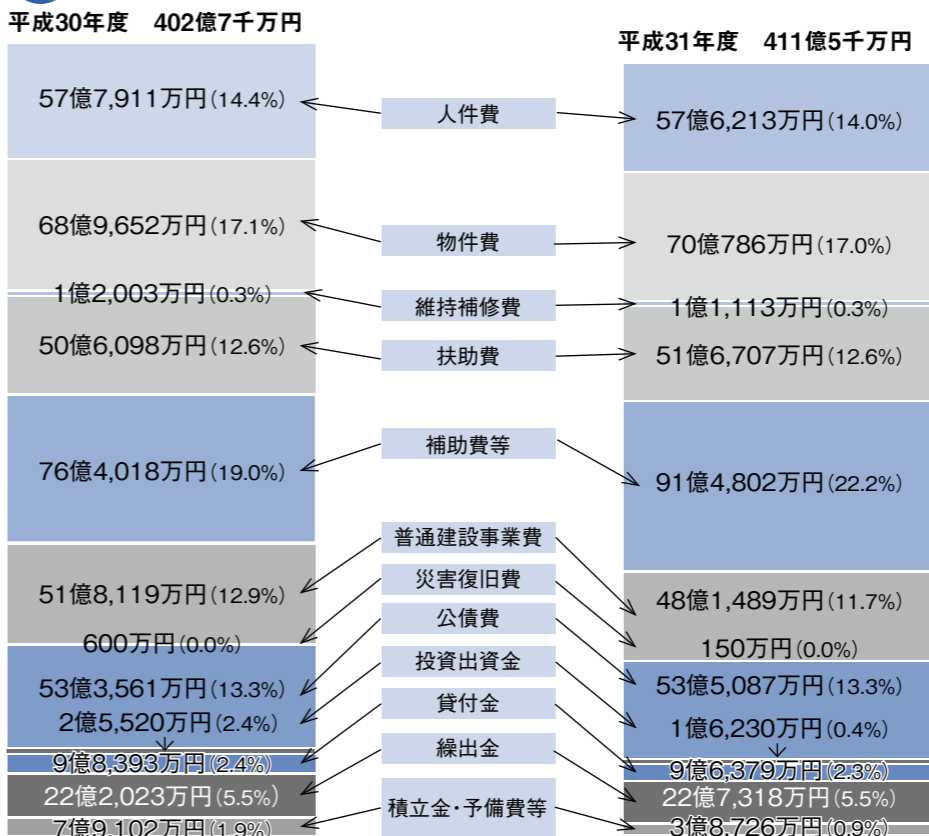 平成30年度　402億7千万円
平成31年度　411億5千万円
57億7,911万円(14.4%)
人件費
57億6,213万円(14.0%)
68億9,652万円(17.1%)
物件費
70億786万円(17.0%)
1億2,003万円(0.3%)
維持補修費
1億1,113万円(0.3%)
50億6,098万円(12.6%)
扶助費
51億6,707万円(12.6%)
76億4,018万円(19.0%)
補助費等
91億4,802万円(22.2%)
51億8,119万円(12.9%)
普通建設事業費
48億1,489万円(11.7%)
600万円(0.0%)
災害復旧費
150万円(0.0%)
53億3,561万円(13.3%)
公債費
53億5,087万円(13.3%)
2億5,520万円(2.4%)
投資出資金
1億6,230万円(0.4%)
9億8,393万円(2.4%)
貸付金
9億6,379万円(2.3%)
22億2,023万円(5.5%)
繰出金
22億7,318万円(5.5%)
7億9,102万円(1.9%)
積立金・予備費等
3億8,726万円(0.9%)